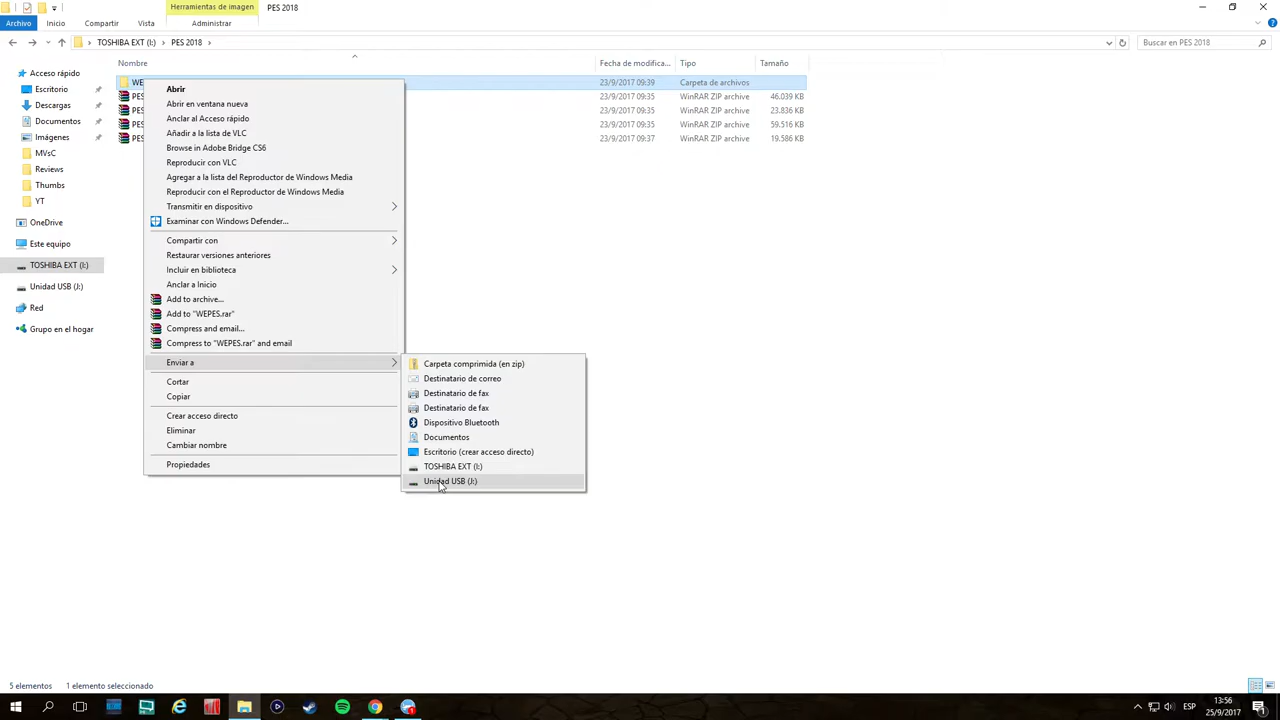 Herramientas de imagen
PES 2018
Archivo
Inicio
Compartir
Vista
Administrar
TOSHIBA EXT (I:)
PES 2018
Buscar en PES 2018
Nombre
Fecha de modifica...
Tipo
Tamaño
WE
23/9/2017 09:39
Carpeta de archivos
PES
23/9/2017 09:35
WinRAR ZIP archive
46.039 KB
PES
23/9/2017 09:35
WinRAR ZIP archive
23.836 KB
PES
23/9/2017 09:35
WinRAR ZIP archive
59.516 KB
PES
23/9/2017 09:37
WinRAR ZIP archive
19.586 KB
Acceso rápido
Escritorio
Descargas
Documentos
Imágenes
MVsC
Reviews
Thumbs
YT
OneDrive
Este equipo
TOSHIBA EXT (I:)
Unidad USB (J:)
Red
Grupo en el hogar
Abrir
Abrir en ventana nueva
Anclar al Acceso rápido
Añadir a la lista de VLC
Browse in Adobe Bridge CS6
Reproducir con VLC
Agregar a la lista del Reproductor de Windows Media
Reproducir con el Reproductor de Windows Media
Transmitir en dispositivo
Examinar con Windows Defender...
Compartir con
Restaurar versiones anteriores
Incluir en biblioteca
Anclar a Inicio
Add to archive...
Add to "WEPES.rar"
Compress and email...
Compress to "WEPES.rar" and email
Enviar a
Cortar
Copiar
Crear acceso directo
Eliminar
Cambiar nombre
Propiedades
Carpeta comprimida (en zip)
Destinatario de correo
Destinatario de fax
Destinatario de fax
Dispositivo Bluetooth
Documentos
Escritorio (crear acceso directo)
TOSHIBA EXT (I:)
Unidad USB (J:)
5 elementos
1 elemento seleccionado
ESP
13:56
25/9/2017